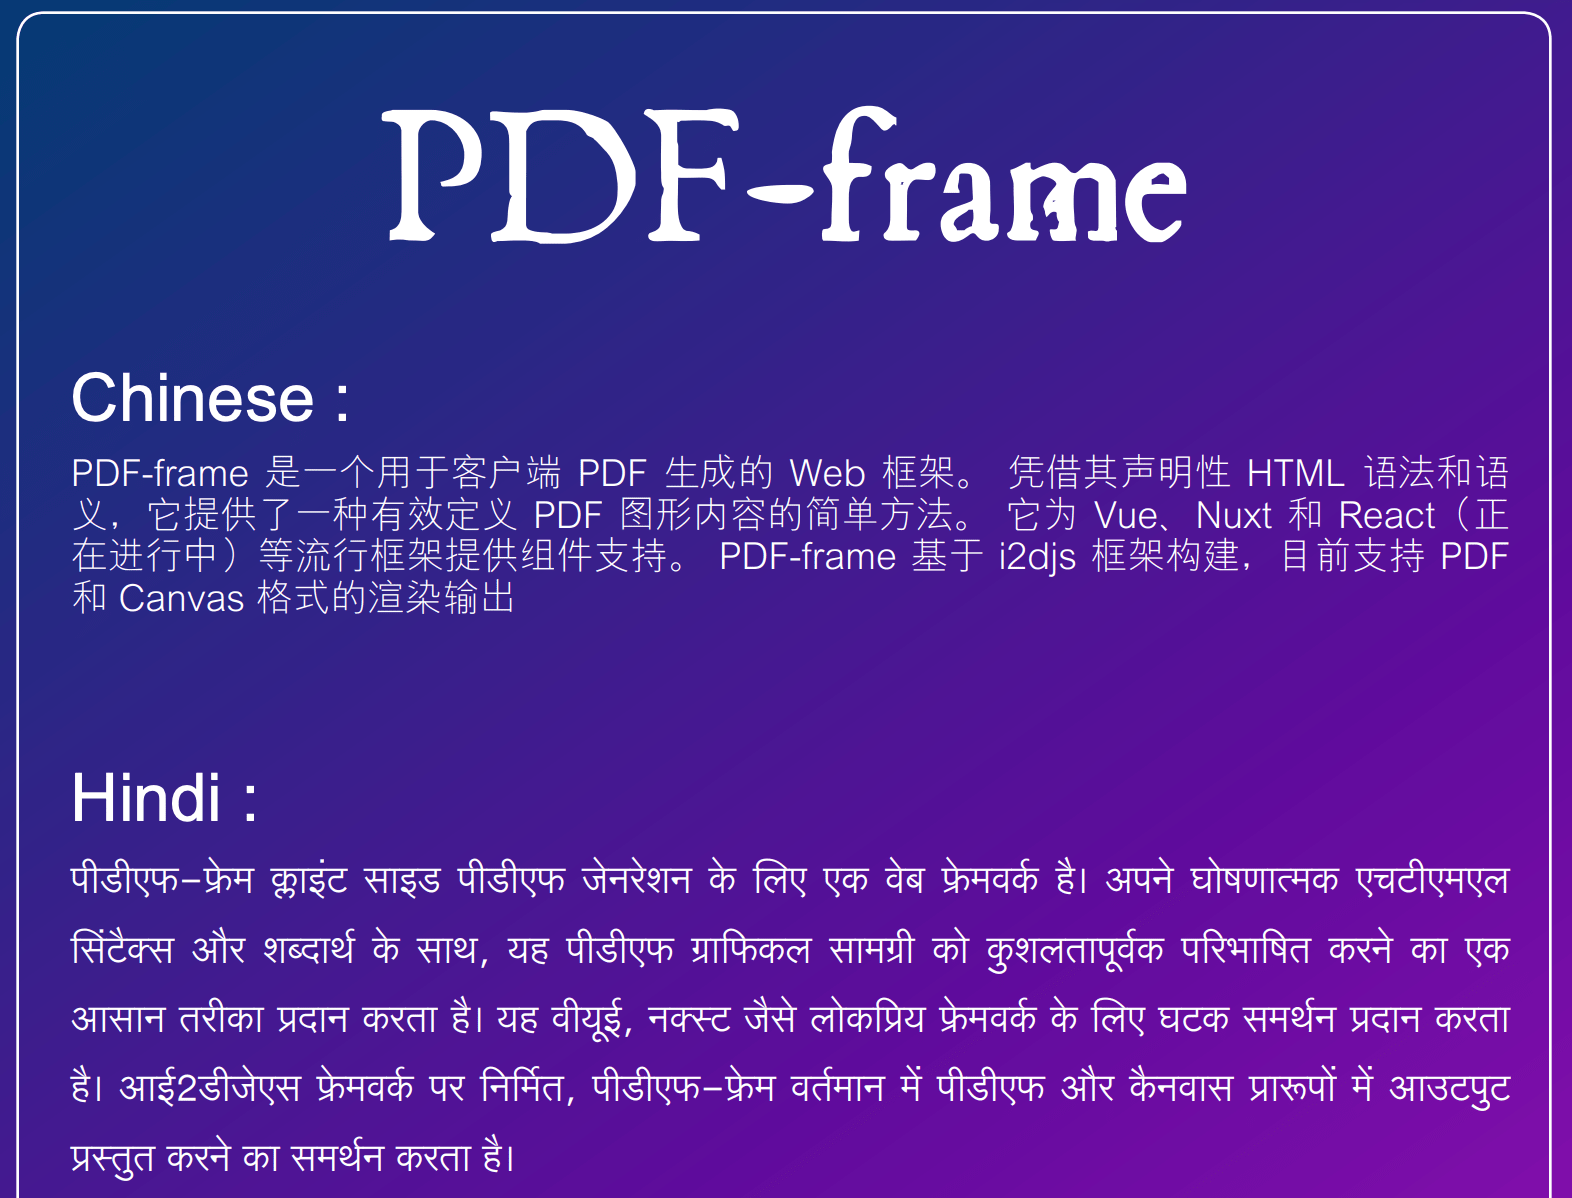 PDF-frame
Chinese :
PDF-frame 是一个用于客户端 PDF 生成的 Web 框架。 凭借其声明性 HTML 语法和语
义，它提供了一种有效定义 PDF 图形内容的简单方法。 它为 Vue、Nuxt 和 React（正
在进行中）等流行框架提供组件支持。 PDF-frame 基于 i2djs 框架构建，目前支持 PDF
和 Canvas 格式的渲染输出
Hindi :
पीडीएफ-फ्रेम क्लाइंट साइड पीडीएफ जेनरेशन के लिए एक वेब फ्रेमवर्क है। अपने घोषणात्मक एचटीएमएल
सिंटैक्स और शब्दार्थ के साथ, यह पीडीएफ ग्राफिकल सामग्री को कुशलतापूर्वक परिभाषित करने का एक
आसान तरीका प्रदान करता है। यह वीयूई, नक्स्ट जैसे लोकप्रिय फ्रेमवर्क के लिए घटक समर्थन प्रदान करता
है। आई2डीजेएस फ्रेमवर्क पर निर्मित, पीडीएफ-फ्रेम वर्तमान में पीडीएफ और कैनवास प्रारूपों में आउटपुट
प्रस्तुत करने का समर्थन करता है।